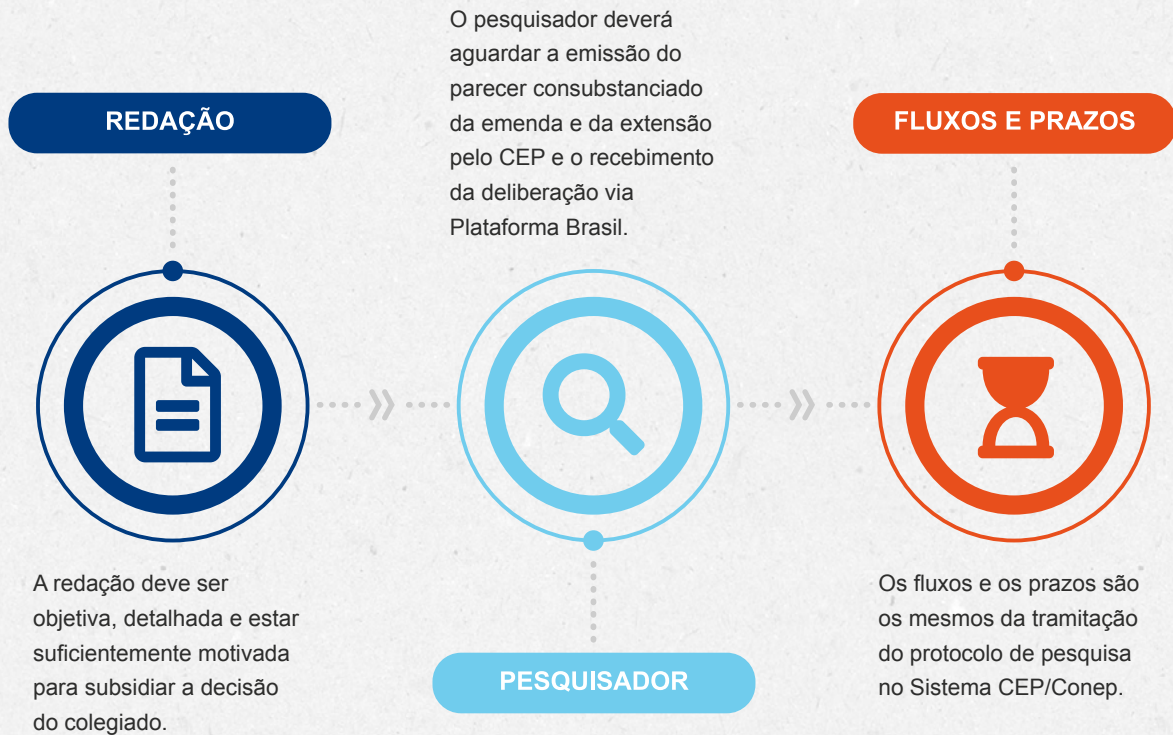 REDAÇÃO
A redação deve ser
objetiva, detalhada e estar
suficientemente motivada
para subsidiar a decisão
do colegiado.
O pesquisador deverá
aguardar a emissão do
parecer consubstanciado
da emenda e da extensão
pelo CEP e o recebimento
da deliberação via
Plataforma Brasil.
PESQUISADOR
FLUXOS E PRAZOS
Os fluxos e os prazos são
os mesmos da tramitação
do protocolo de pesquisa
no Sistema CEP/Conep.